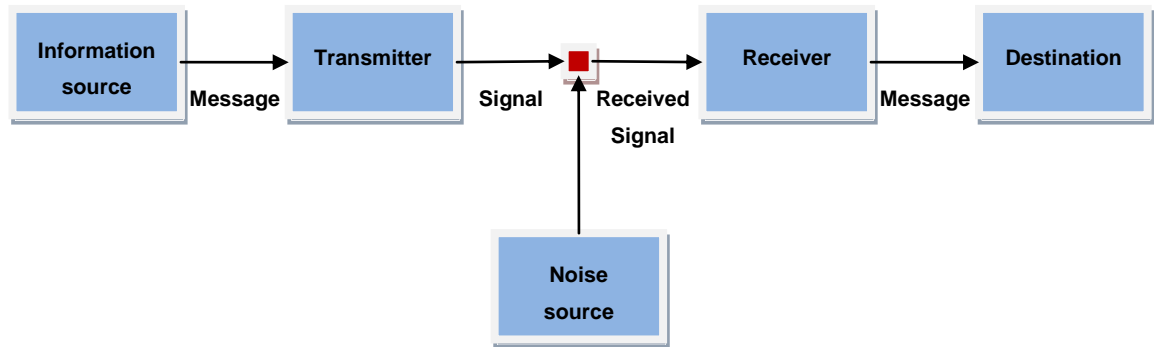 Information
source
Message
Transmitter
Signal
Received
Signal
Receiver
Message
Destination
Noise
source